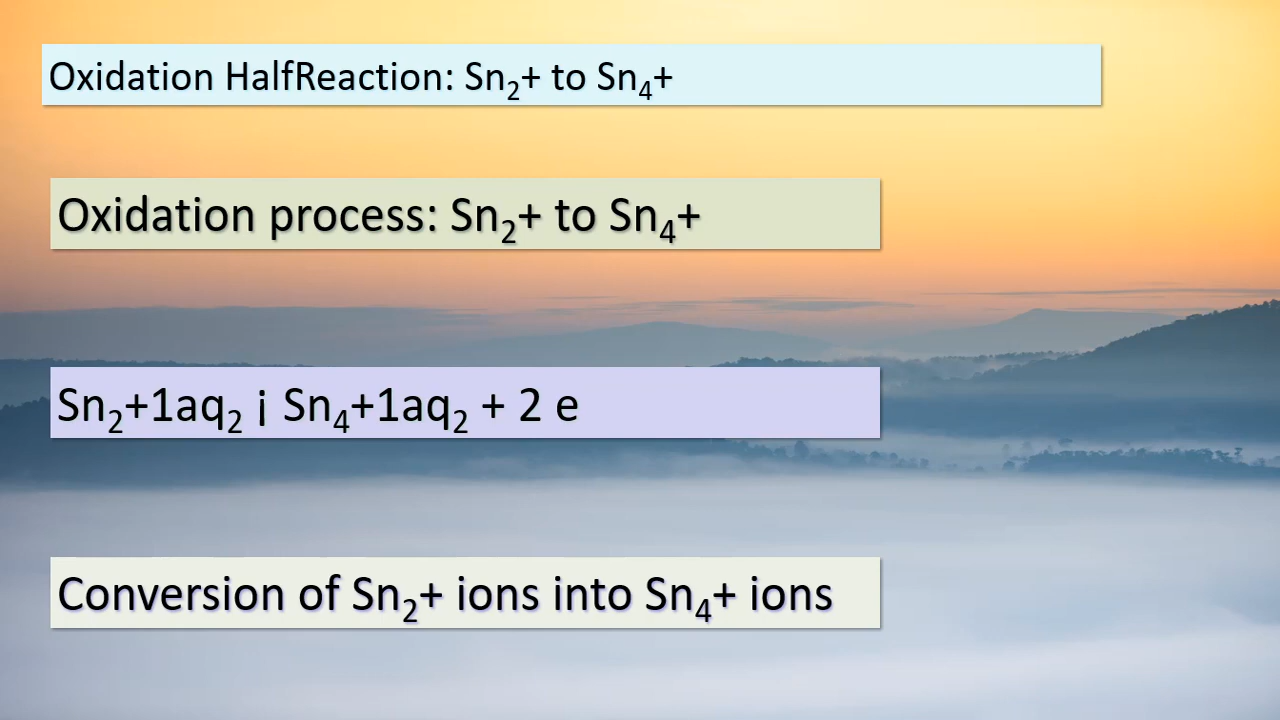 Oxidation HalfReaction: Sn₂+ to Sn₄+
Oxidation process: Sn₂+ to Sn₄+
Sn₂+1aq₂ ¡ Sn₄+1aq₂ + 2 e
Conversion of Sn₂+ ions into Sn₄+ ions